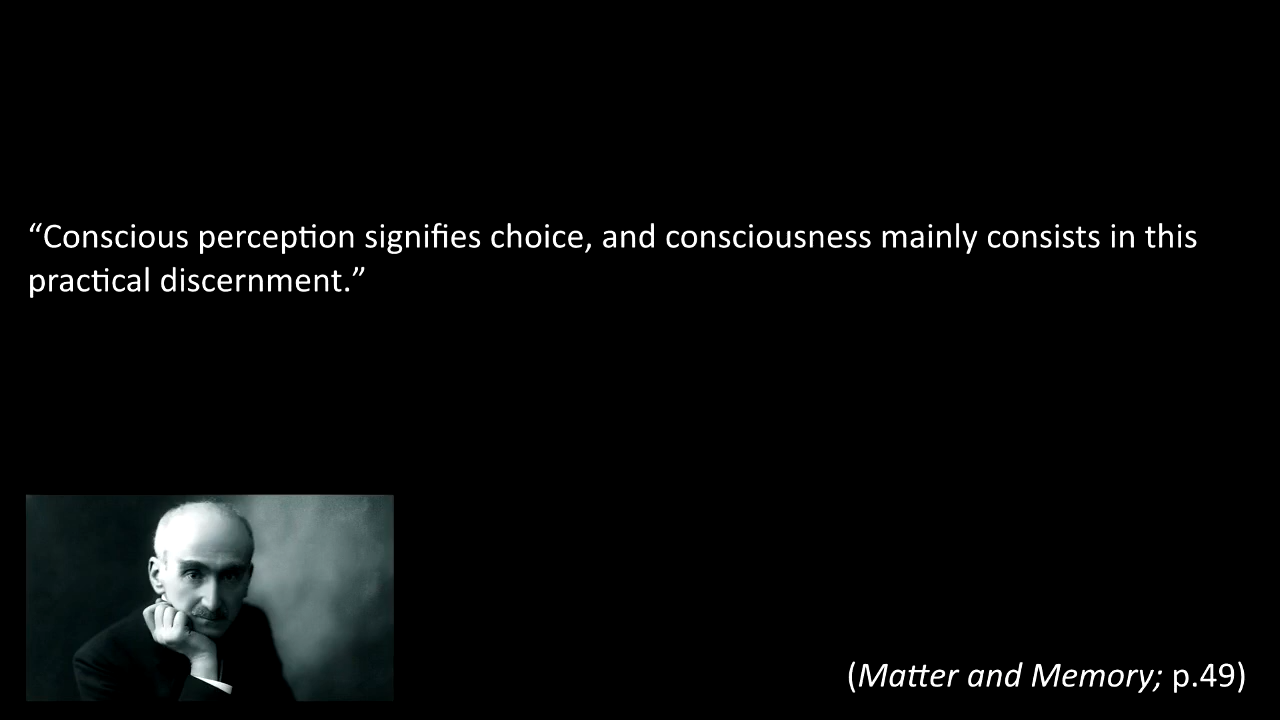 “Conscious perception signifies choice, and consciousness mainly consists in this
practical discernment.”
(Matter and Memory; p.49)